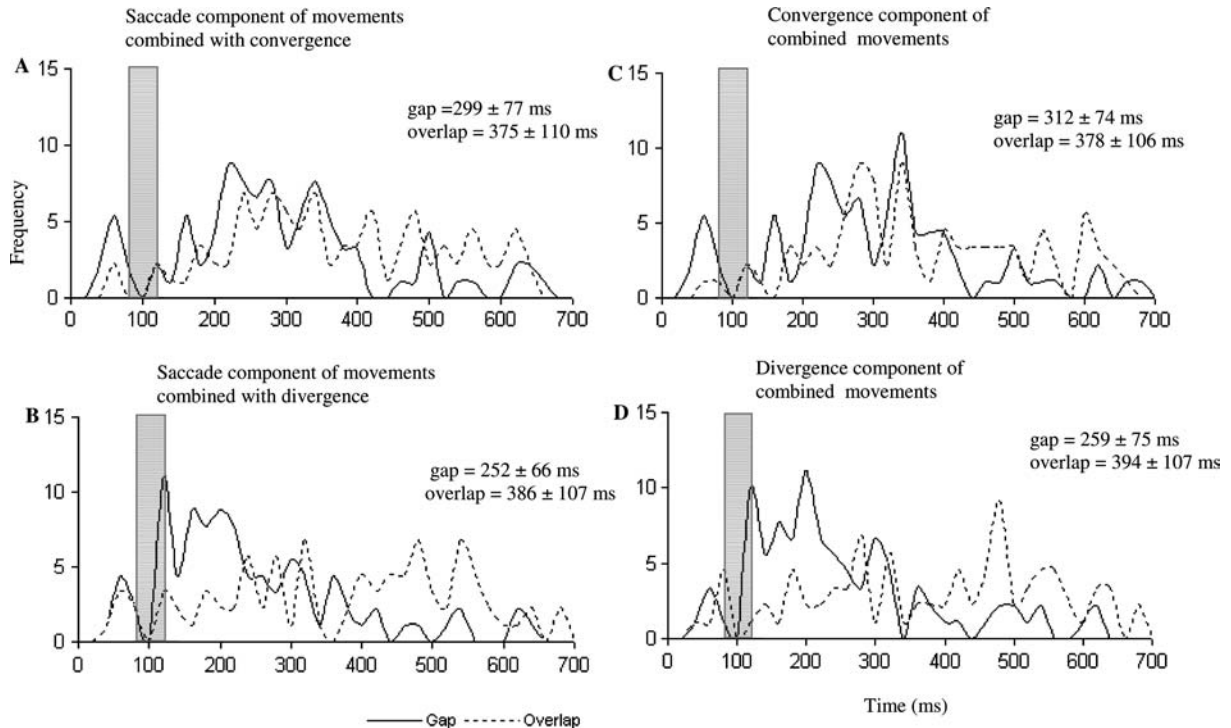 Saccade component of movements
combined with convergence
A
15
10
5
0
Frequency
gap =299 ± 77 ms
overlap = 375 ± 110 ms
0 100 200 300 400 500 600 700
Convergence component of
combined movements
C
15
10
5
0
gap = 312 ± 74 ms
overlap = 378 ± 106 ms
0 100 200 300 400 500 600 700
Saccade component of movements
combined with divergence
B
15
10
5
0
gap = 252 ± 66 ms
overlap = 386 ± 107 ms
0 100 200 300 400 500 600 700
Divergence component of
combined movements
D
15
10
5
0
gap = 259 ± 75 ms
overlap = 394 ± 107 ms
0 100 200 300 400 500 600 700
Time (ms)
Gap Overlap